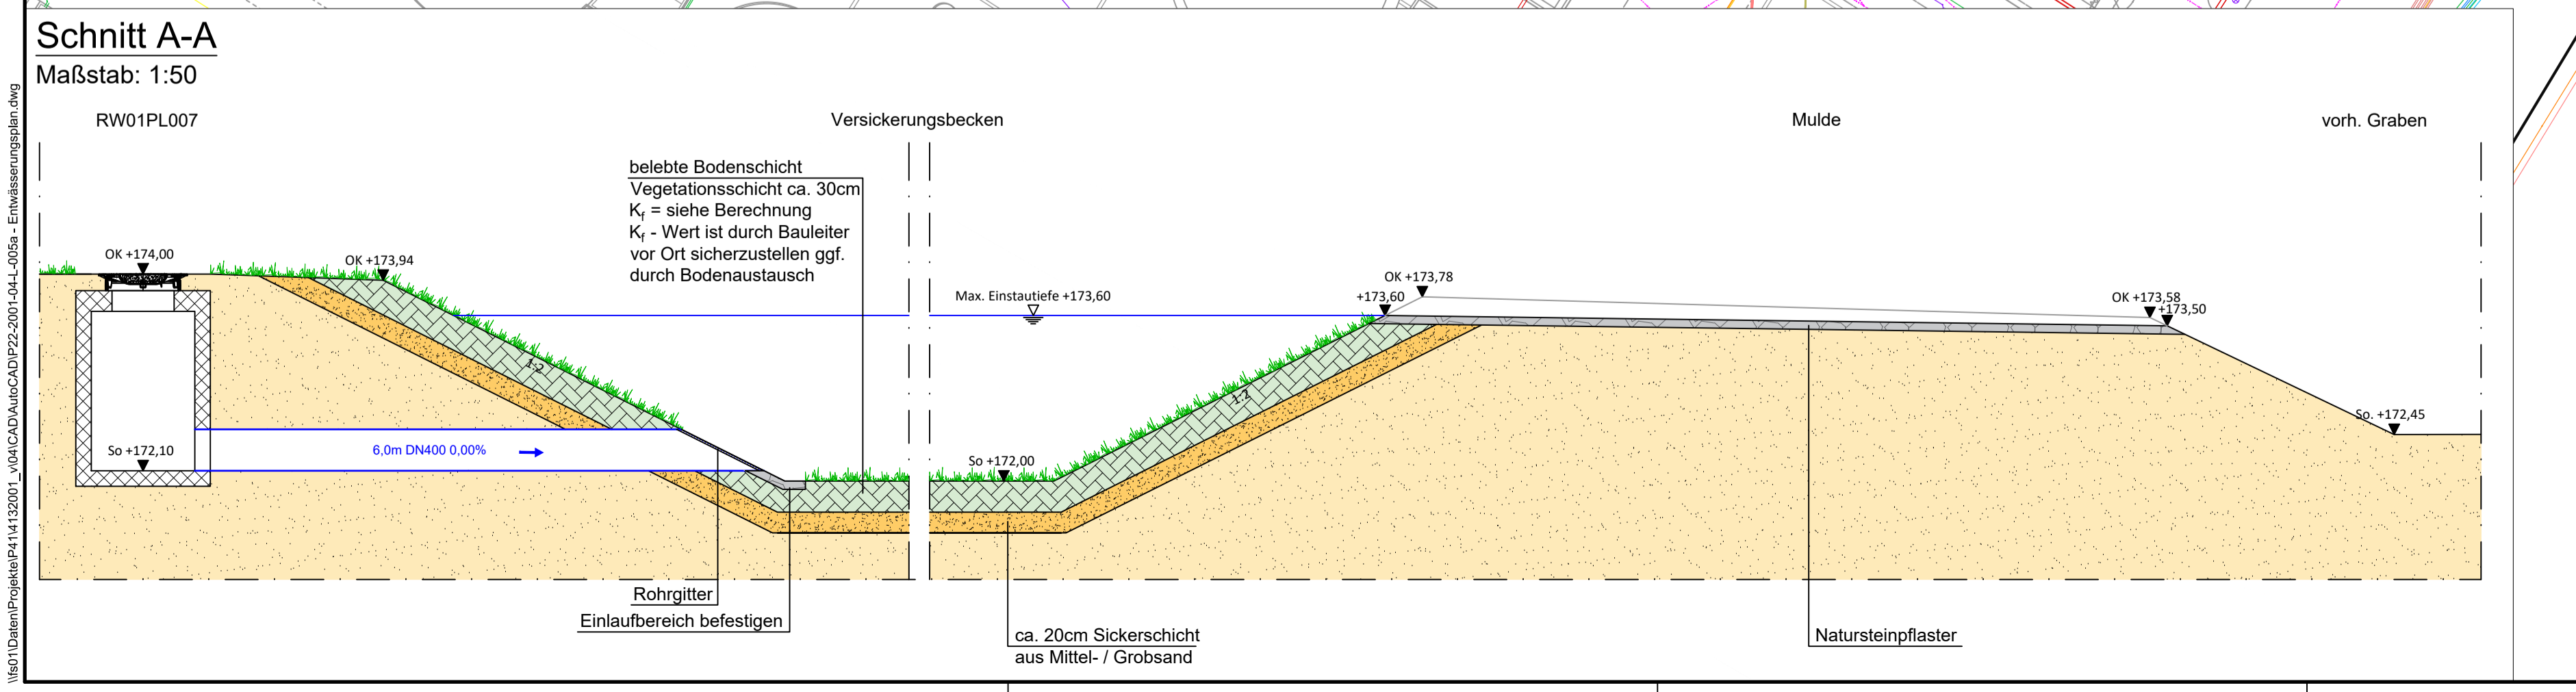 Schnitt A-A
Maßstab: 1:50
RW01PL007
Versickerungsbecken
Mulde
vorh. Graben
belebte Bodenschicht
Vegetationsschicht ca. 30cm
Kf = siehe Berechnung
Kf - Wert ist durch Bauleiter
vor Ort sicherzustellen ggf.
durch Bodenaustausch
OK +174,00
OK +173,94
Max. Einstautiefe +173,60
+173,60
OK +173,78
OK +173,58
+173,50
1:2
1:2
So. +172,45
So +172,10
6,0m DN400 0,00%
So +172,00
Rohrgitter
Einlaufbereich befestigen
ca. 20cm Sickerschicht
aus Mittel- / Grobsand
Natursteinpflaster
\\fs01\Daten\Projekte\P41\4132001_v\04\CAD\AutoCAD\P22-2001-04-L-005a - Entwässerungsplan.dwg